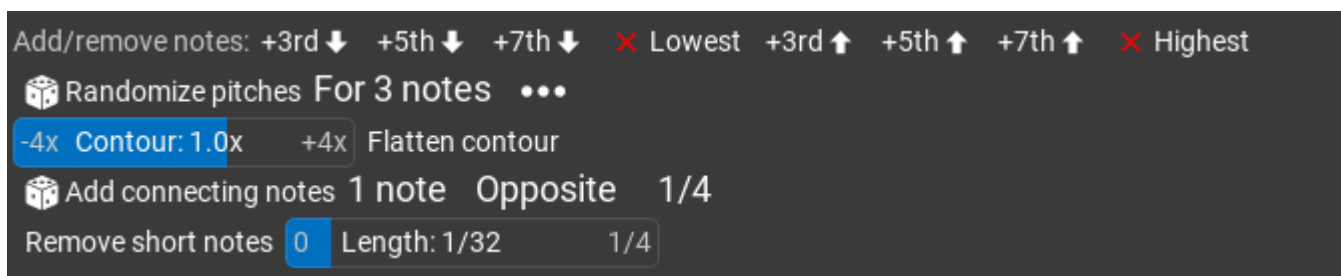 Add/remove notes: +3rd⬇ +5th⬇ +7th⬇ ❌ Lowest +3rd⬆ +5th⬆ +7th⬆ ❌ Highest
Randomize pitches For 3 notes •••
-4x Contour: 1.0x +4x Flatten contour
Add connecting notes 1 note Opposite 1/4
Remove short notes 0 Length: 1/32 1/4